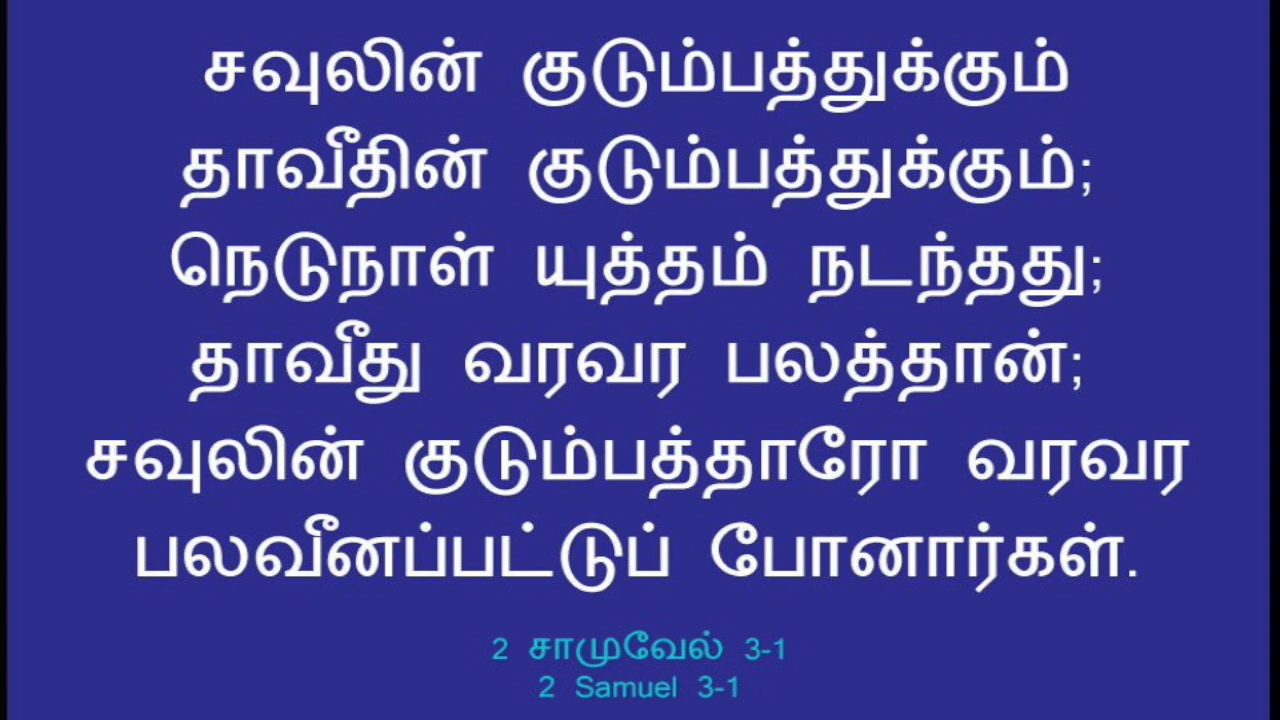 சவுலின் குடும்பத்துக்கும்
தாவீதின் குடும்பத்துக்கும்;
நெடுநாள் யுத்தம் நடந்தது;
தாவீது வரவர பலத்தான்;
சவுலின் குடும்பத்தாரோ வரவர
பலவீனப்பட்டுப் போனார்கள்.
2 சாமுவேல் 3-1
2 Samuel 3-1